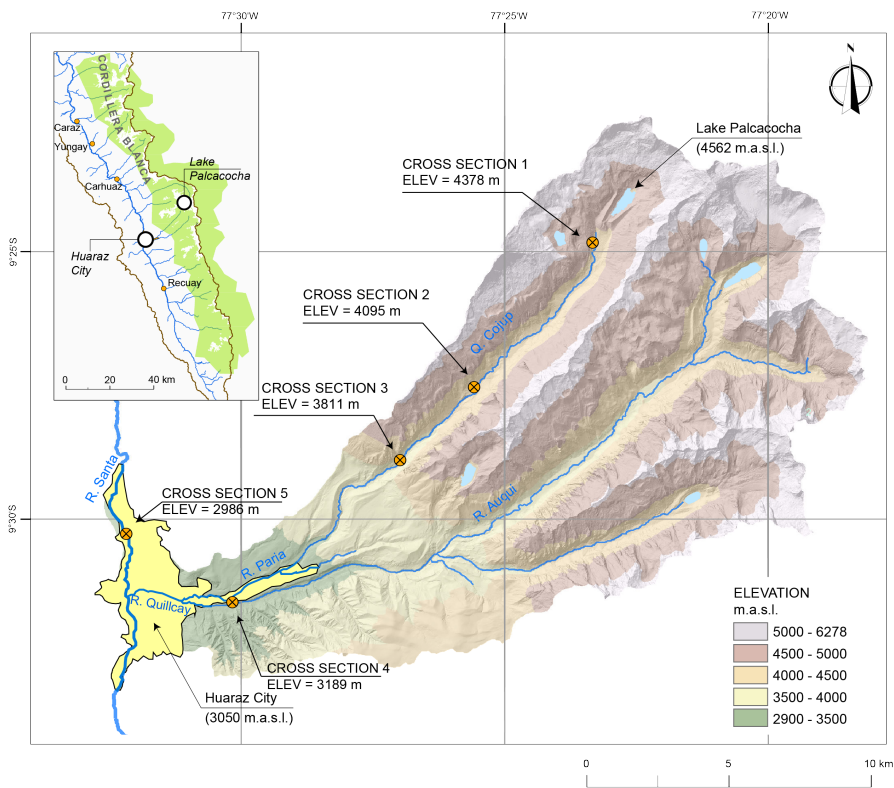 77°30'W
77°25'W
77°20'W
N
CORDILLERA BLANCA
Caraz
Yungay
Carhuaz
Lake
Palcacocha
Huaraz
City
Recuay
0 20 40 km
Lake Palcacocha
(4562 m.a.s.l.)
CROSS SECTION 1
ELEV = 4378 m
9°25'S
CROSS SECTION 2
ELEV = 4095 m
Q. Cojup
CROSS SECTION 3
ELEV = 3811 m
R. Santa
CROSS SECTION 5
ELEV = 2986 m
R. Auqui
9°30'S
R. Paria
R. Quillcay
CROSS SECTION 4
ELEV = 3189 m
Huaraz City
(3050 m.a.s.l.)
ELEVATION
m.a.s.l.
5000 - 6278
4500 - 5000
4000 - 4500
3500 - 4000
2900 - 3500
0 5 10 km